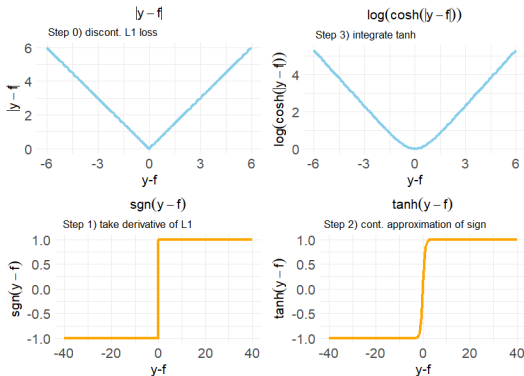 |y − f|
Step 0) discont. L1 loss
|y − f|
6
4
2
0
-6 -3 0 3 6
y-f
log(cosh(|y − f|))
Step 3) integrate tanh
log(cosh(|y − f|))
4
2
0
-6 -3 0 3 6
y-f
sgn(y − f)
Step 1) take derivative of L1
sgn(y − f)
1.0
0.5
0.0
-0.5
-1.0
-40 -20 0 20 40
y-f
tanh(y − f)
Step 2) cont. approximation of sign
tanh(y − f)
1.0
0.5
0.0
-0.5
-1.0
-40 -20 0 20 40
y-f